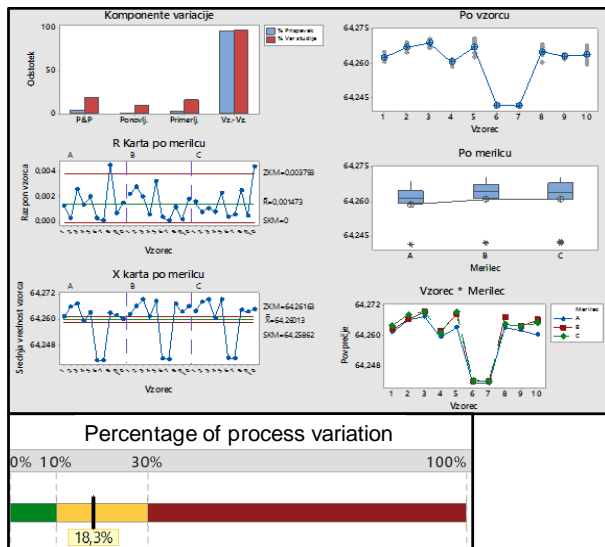 Komponente variacije
Odstotek
100
50
0
P&P
Ponovlj.
Primerlj.
Vz.-Vz.
% Prispevek
% Var študije
Po vzorcu
64,275
64,260
64,245
1 2 3 4 5 6 7 8 9 10
Vzorec
R Karta po merilcu
A B C
Razpon vzorca
0,004
0,002
0,000
ZKM=0,003793
R̄=0,001473
SKM=0
Vzorec
Po merilcu
64,275
64,260
64,245
A B C
Merilec
X karta po merilcu
A B C
Srednja vrednost vzorca
64,272
64,260
64,248
ZKM=64,26163
X̿=64,26013
SKM=64,25862
Vzorec
Vzorec * Merilec
Povprečje
64,272
64,260
64,248
1 2 3 4 5 6 7 8 9 10
Vzorec
Merilec
A
B
C
Percentage of process variation
0% 10% 30% 100%
18,3%